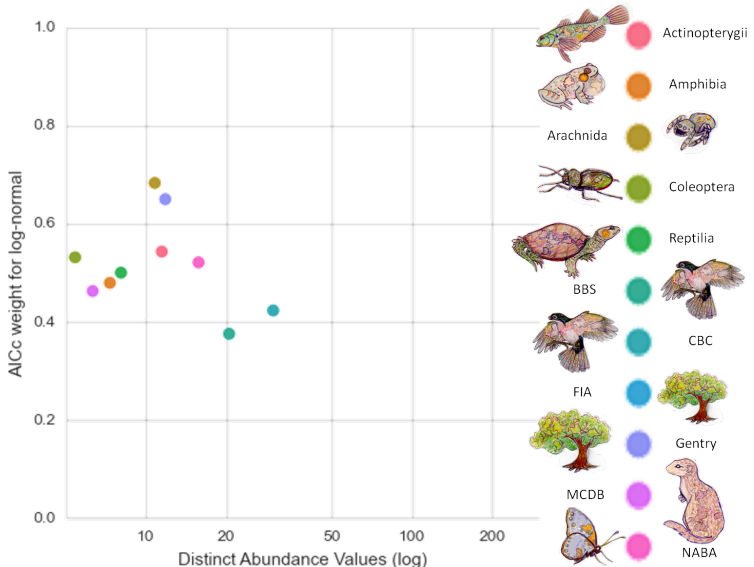 1.0
0.8
0.6
0.4
0.2
0.0
AICc weight for log-normal
10 20 50 100 200
Distinct Abundance Values (log)
Actinopterygii
Amphibia
Arachnida
Coleoptera
Reptilia
BBS
CBC
FIA
Gentry
MCDB
NABA